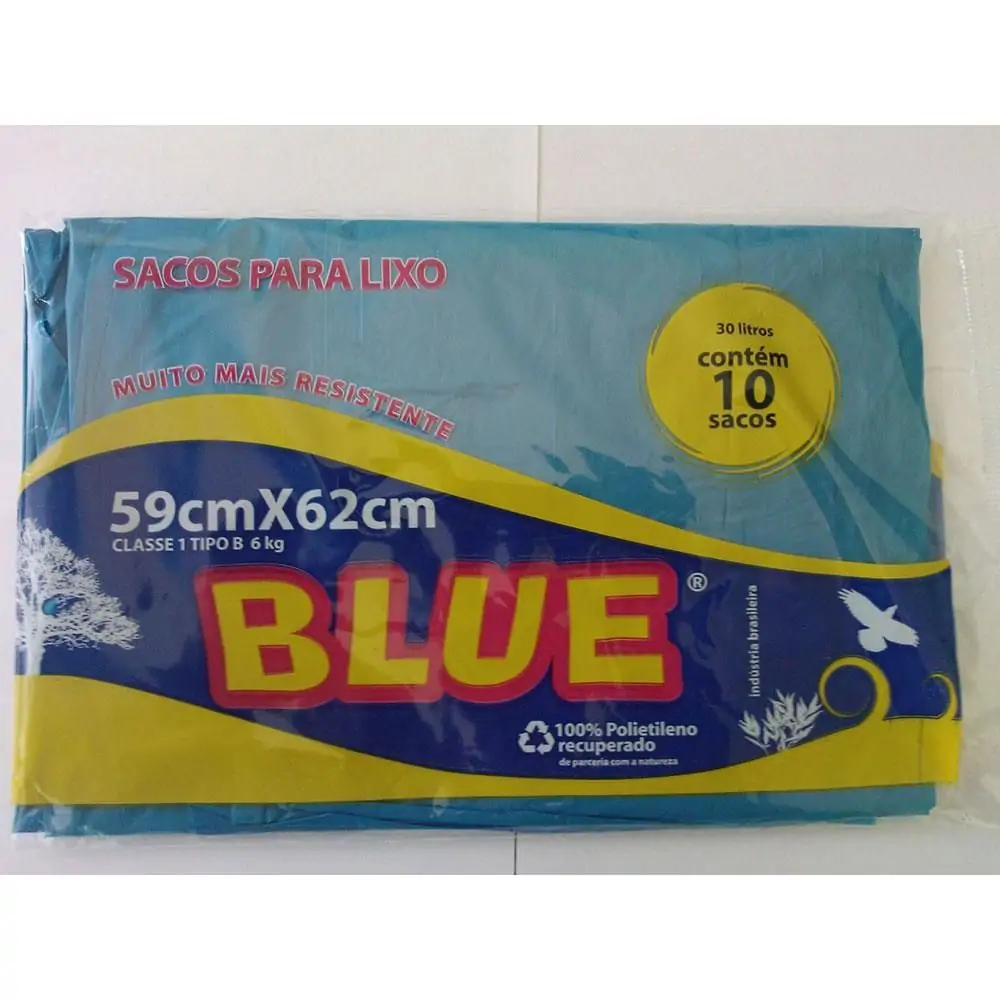 SACOS PARA LIXO
MUITO MAIS RESISTENTE
30 litros
contém
10
sacos
59cmX62cm
CLASSE 1 TIPO B 6 kg
BLUE®
indústria brasileira
100% Polietileno
recuperado
de parceria com a natureza